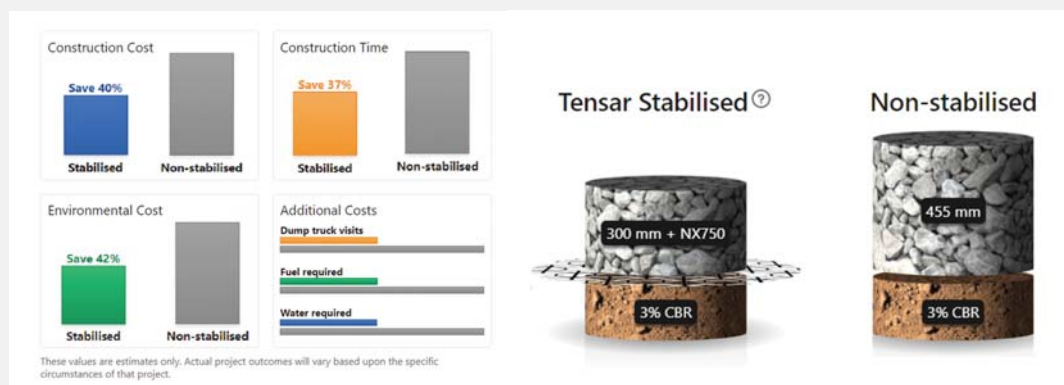 Construction Cost
Save 40%
Stabilised
Non-stabilised
Construction Time
Save 37%
Stabilised
Non-stabilised
Environmental Cost
Save 42%
Stabilised
Non-stabilised
Additional Costs
Dump truck visits
Fuel required
Water required
These values are estimates only. Actual project outcomes will vary based upon the specific
circumstances of that project.
Tensar Stabilised ?
300 mm + NX750
3% CBR
Non-stabilised
455 mm
3% CBR